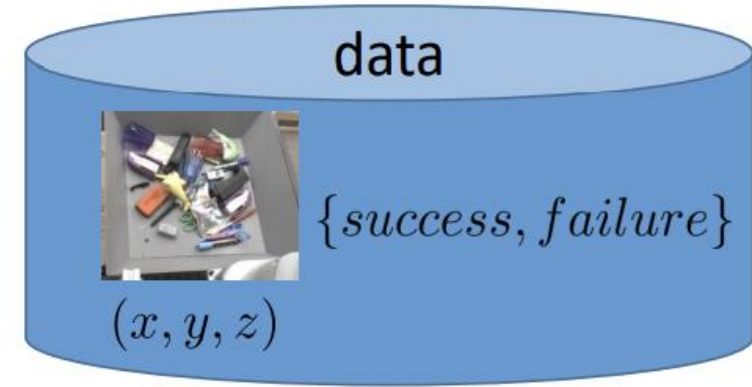 data
{success, failure}
(x, y, z)